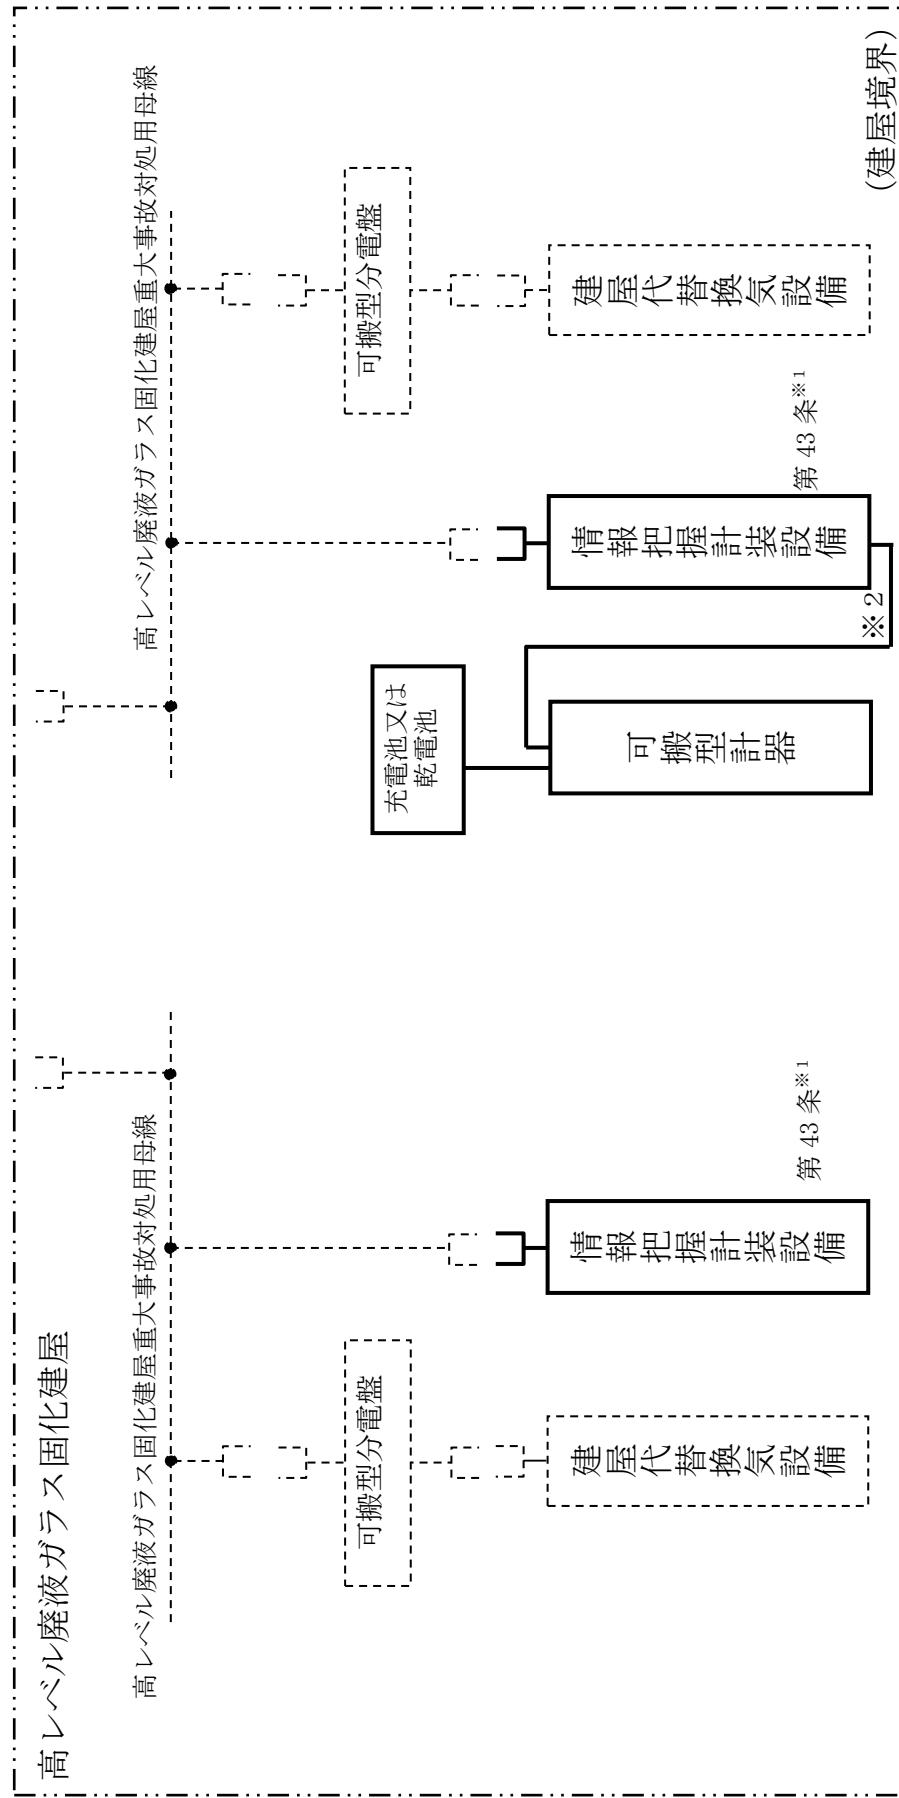 高レベル廃液ガラス固化建屋
高レベル廃液ガラス固化建屋重大事故対処用母線
可搬型分電盤
建屋代替換気設備
情報把握計装設備
第 43 条※1
高レベル廃液ガラス固化建屋重大事故対処用母線
充電池又は
乾電池
可搬型計器
※2
情報把握計装設備
第 43 条※1
可搬型分電盤
建屋代替換気設備
(建屋境界)